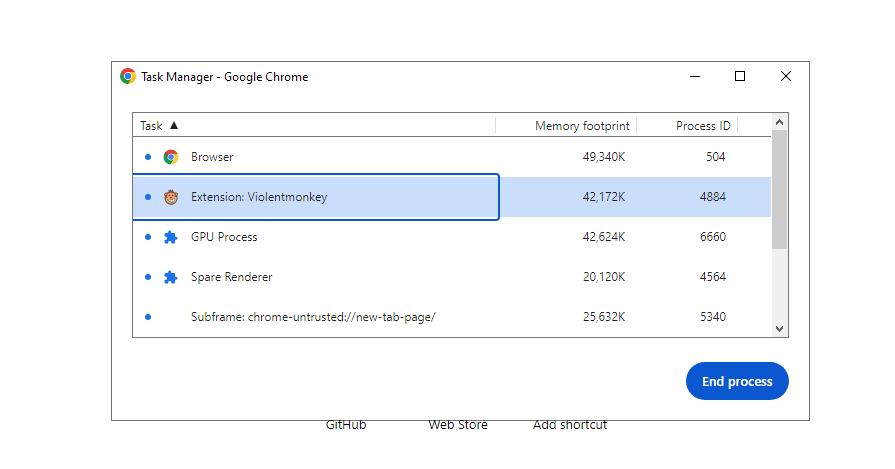 Task Manager - Google Chrome
Task ▲ Memory footprint Process ID
Browser 49,340K 504
Extension: Violentmonkey 42,172K 4884
GPU Process 42,624K 6660
Spare Renderer 20,120K 4564
Subframe: chrome-untrusted://new-tab-page/ 25,632K 5340
End process
GitHub Web Store Add shortcut